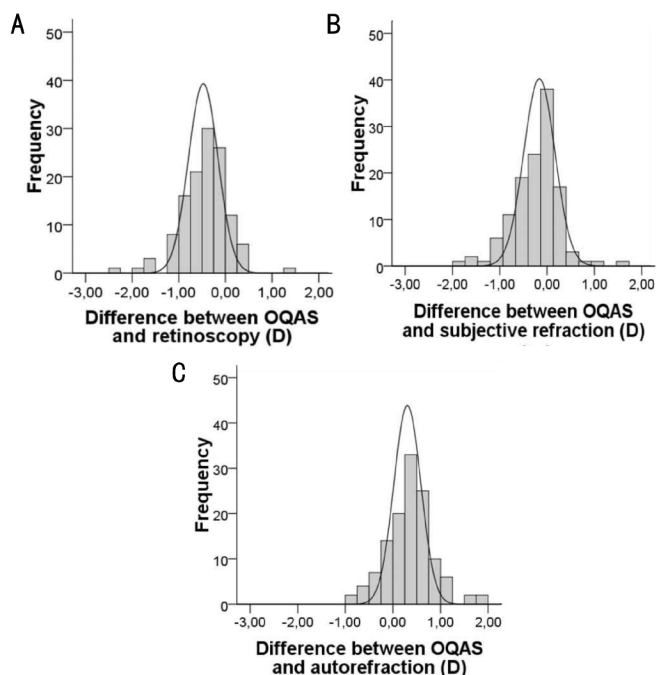 A
50
40
30
20
10
0
Frequency
-3,00 -2,00 -1,00 0,00 1,00 2,00
Difference between OQAS
and retinoscopy (D)
B
50
40
30
20
10
0
Frequency
-3,00 -2,00 -1,00 0,00 1,00 2,00
Difference between OQAS
and subjective refraction (D)
C
50
40
30
20
10
0
Frequency
-3,00 -2,00 -1,00 0,00 1,00 2,00
Difference between OQAS
and autorefraction (D)